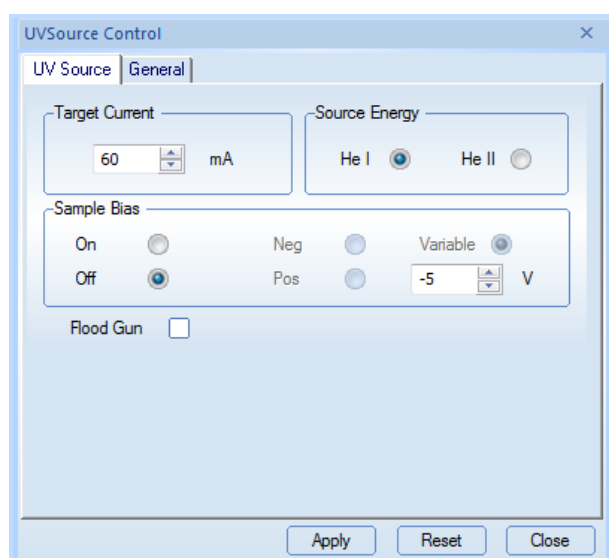 UVSource Control
UV Source General
Target Current Source Energy
60 mA He I He II
Sample Bias
On Neg Variable
Off Pos -5 V
Flood Gun
Apply Reset Close